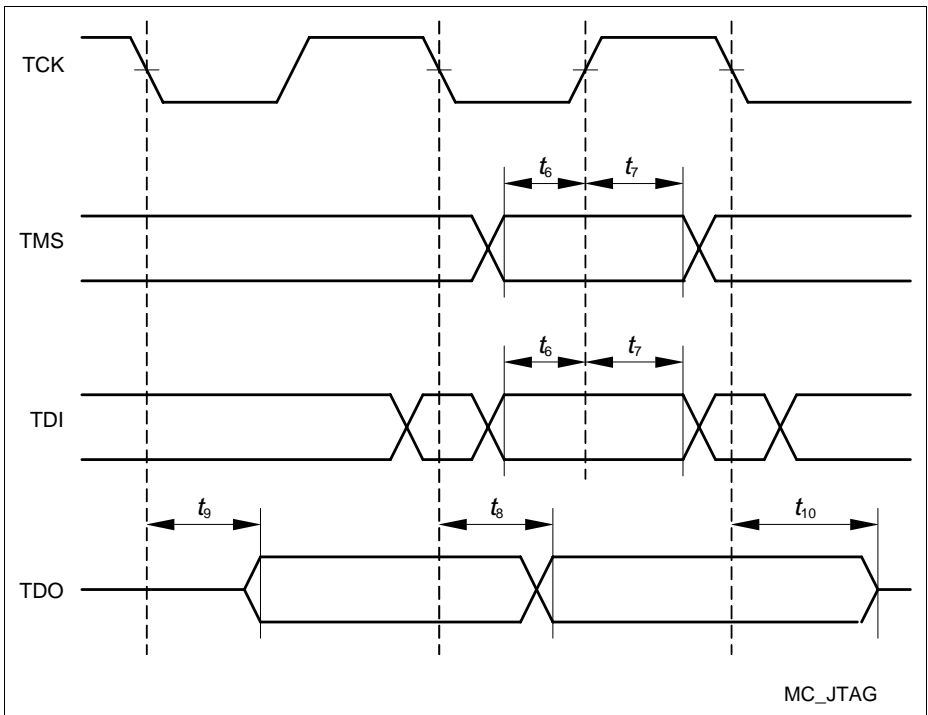 TCK
t6 t7
TMS
t6 t7
TDI
t9 t8 t10
TDO
MC_JTAG